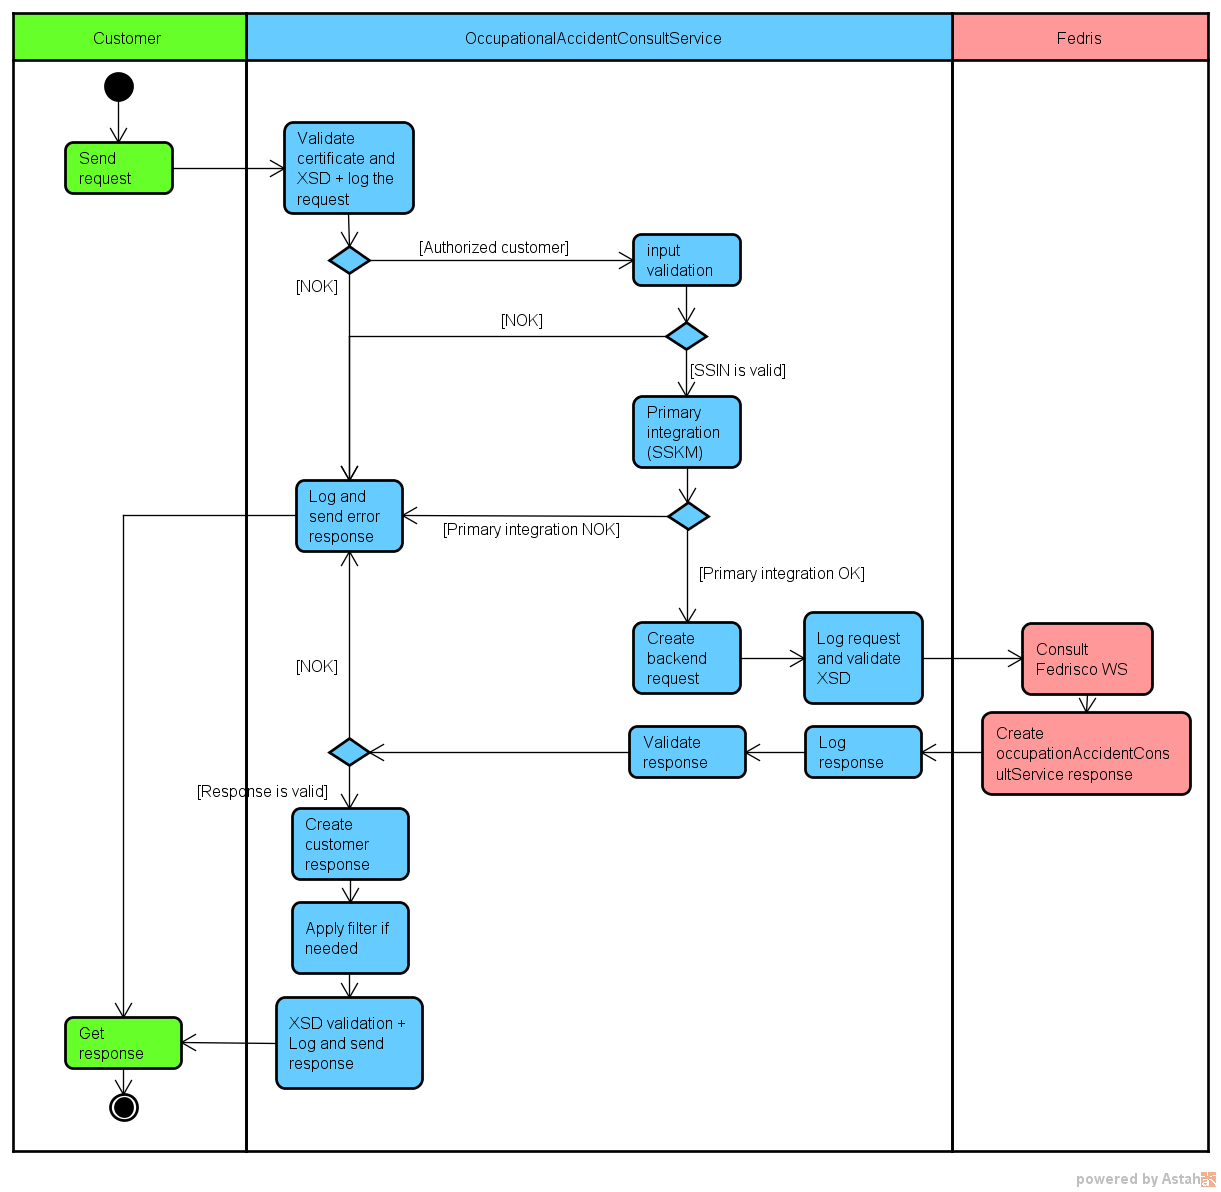 Customer
OccupationalAccidentConsultService
Fedris
Send
request
Validate
certificate and
XSD + log the
request
[Authorized customer]
input
validation
[NOK]
[NOK]
[SSIN is valid]
Primary
integration
(SSKM)
Log and
send error
response
[Primary integration NOK]
[Primary integration OK]
Create
backend
request
Log request
and validate
XSD
Consult
Fedrisco WS
[NOK]
Create
occupationAccidentCons
ultService response
Log
response
Validate
response
[Response is valid]
Create
customer
response
Apply filter if
needed
XSD validation +
Log and send
response
Get
response
powered by Astah